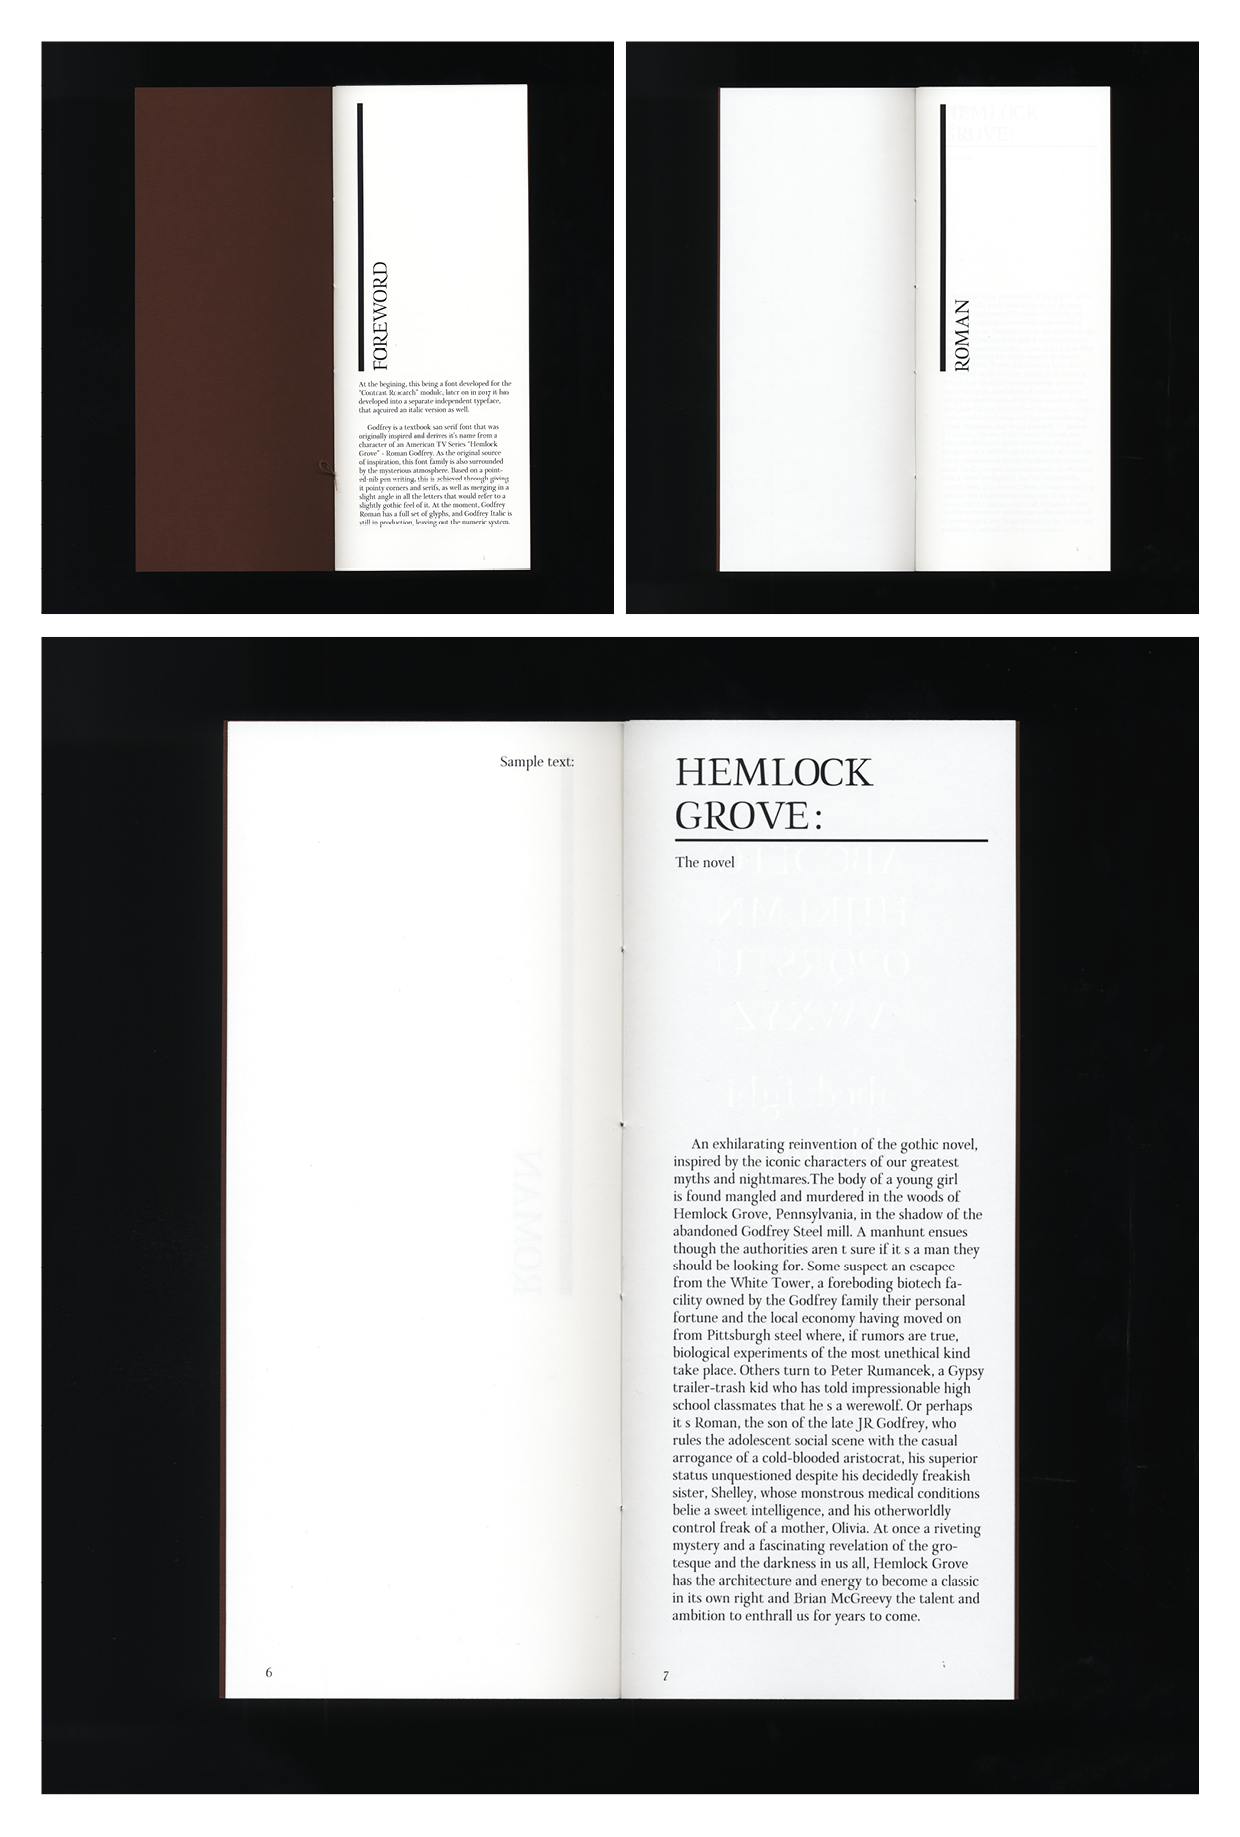 FOREWORD
At the begining, this being a font developed for the
"Contrast Research" module, later on in 2017 it has
developed into a separate independent typeface,
that aqcuired an italic version as well.
Godfrey is a textbook san serif font that was
originally inspired and derives it's name from a
character of an American TV Series "Hemlock
Grove" - Roman Godfrey. As the original source
of inspiration, this font family is also surrounded
by the mysterious atmosphere. Based on a point-
ed-nib pen writing, this is achieved through giving
it pointy corners and serifs, as well as merging in a
slight angle in all the letters that would refer to a
slightly gothic feel of it. At the moment, Godfrey
Roman has a full set of glyphs, and Godfrey Italic is
still in production, leaving out the numeric system.
HEMLOCK
GROVE:
ROMAN
Sample text:
ROMAN
6
HEMLOCK
GROVE:
The novel
An exhilarating reinvention of the gothic novel,
inspired by the iconic characters of our greatest
myths and nightmares.The body of a young girl
is found mangled and murdered in the woods of
Hemlock Grove, Pennsylvania, in the shadow of the
abandoned Godfrey Steel mill. A manhunt ensues
though the authorities aren t sure if it s a man they
should be looking for. Some suspect an escapee
from the White Tower, a foreboding biotech fa-
cility owned by the Godfrey family their personal
fortune and the local economy having moved on
from Pittsburgh steel where, if rumors are true,
biological experiments of the most unethical kind
take place. Others turn to Peter Rumancek, a Gypsy
trailer-trash kid who has told impressionable high
school classmates that he s a werewolf. Or perhaps
it s Roman, the son of the late JR Godfrey, who
rules the adolescent social scene with the casual
arrogance of a cold-blooded aristocrat, his superior
status unquestioned despite his decidedly freakish
sister, Shelley, whose monstrous medical conditions
belie a sweet intelligence, and his otherworldly
control freak of a mother, Olivia. At once a riveting
mystery and a fascinating revelation of the gro-
tesque and the darkness in us all, Hemlock Grove
has the architecture and energy to become a classic
in its own right and Brian McGreevy the talent and
ambition to enthrall us for years to come.
7